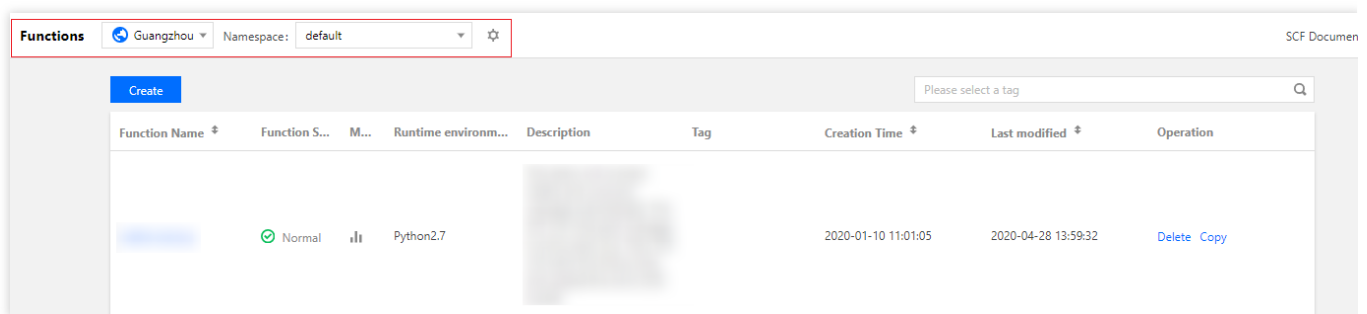 Functions Guangzhou Namespace: default SCF Documen
Create Please select a tag
Function Name Function S... M... Runtime environm... Description Tag Creation Time Last modified Operation
Normal Python2.7 2020-01-10 11:01:05 2020-04-28 13:59:32 Delete Copy